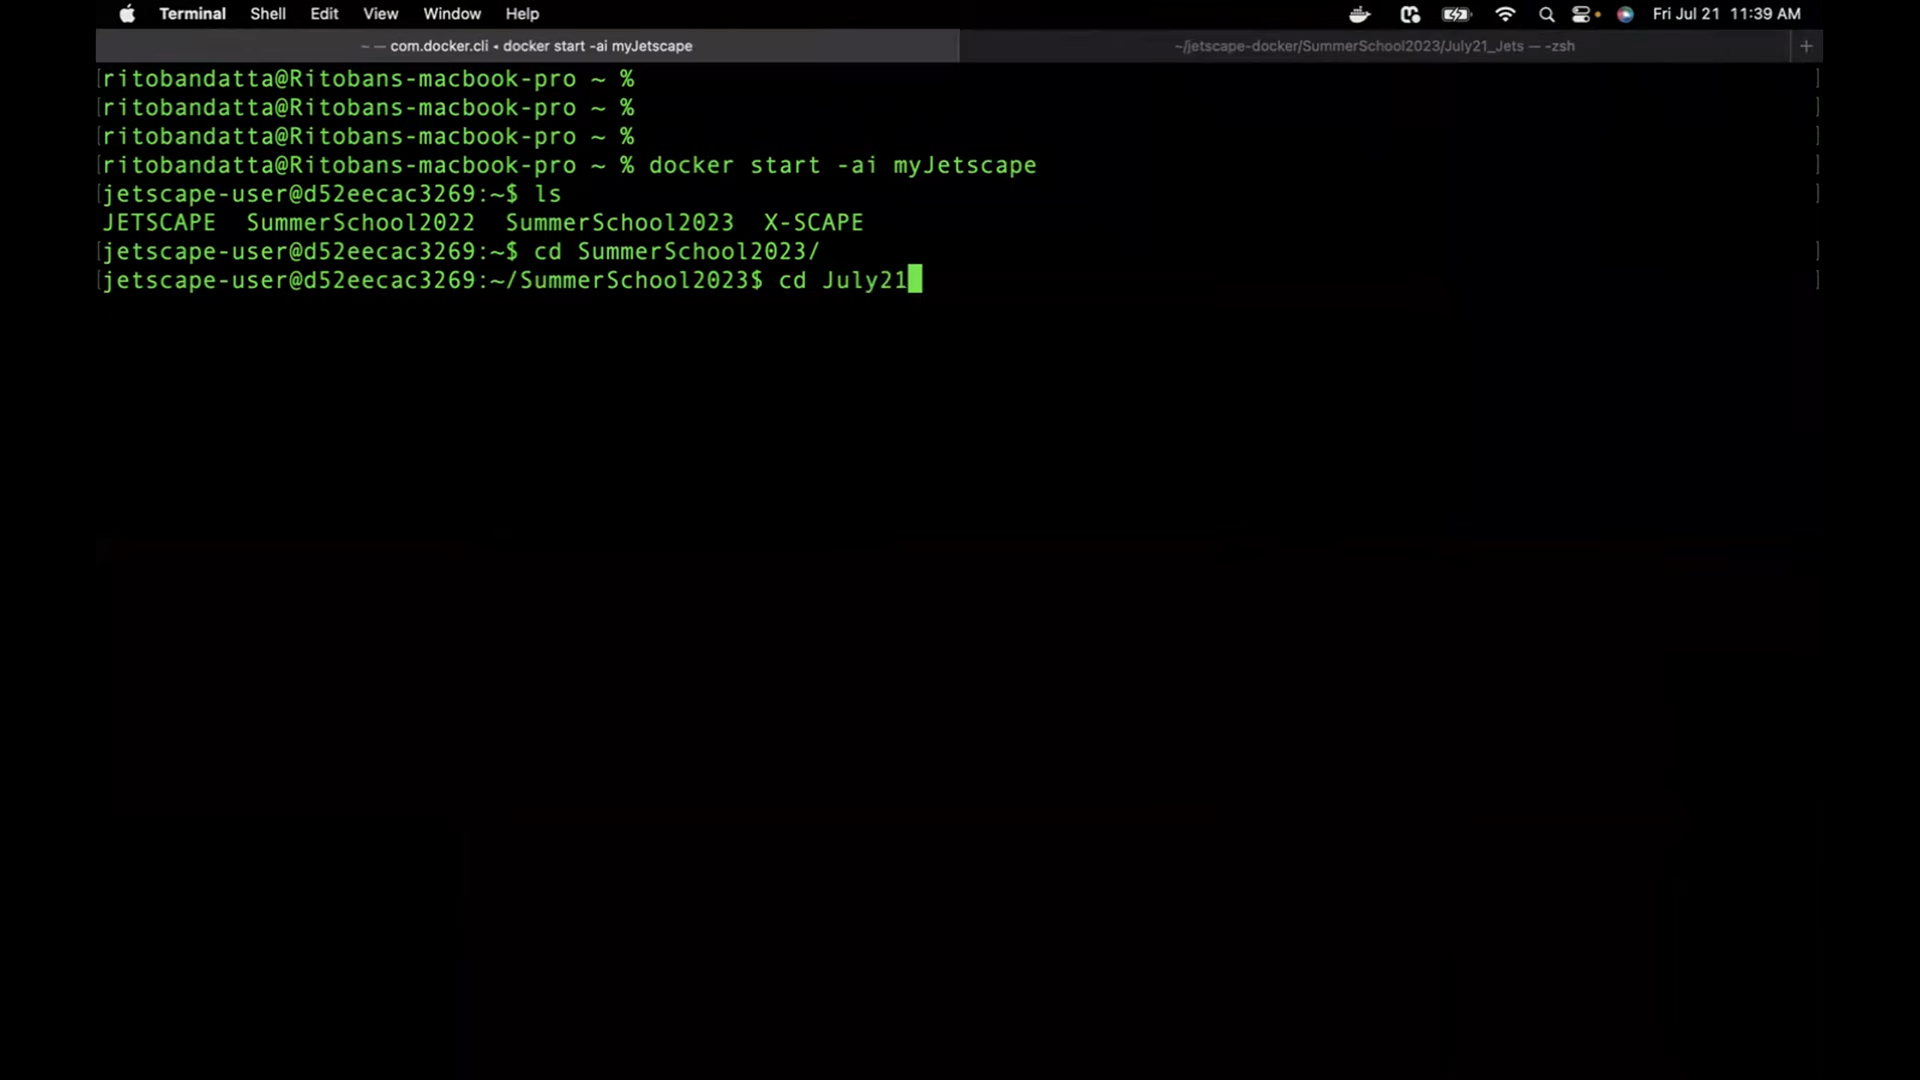 Terminal Shell Edit View Window Help Fri Jul 21 11:39 AM
~ — com.docker.cli • docker start -ai myJetscape ~/jetscape-docker/SummerSchool2023/July21_Jets — -zsh +
[ritobandatta@Ritobans-macbook-pro ~ % ]
[ritobandatta@Ritobans-macbook-pro ~ % ]
[ritobandatta@Ritobans-macbook-pro ~ % ]
[ritobandatta@Ritobans-macbook-pro ~ % docker start -ai myJetscape ]
[jetscape-user@d52eecac3269:~$ ls ]
JETSCAPE SummerSchool2022 SummerSchool2023 X-SCAPE
[jetscape-user@d52eecac3269:~$ cd SummerSchool2023/ ]
[jetscape-user@d52eecac3269:~/SummerSchool2023$ cd July21 ]